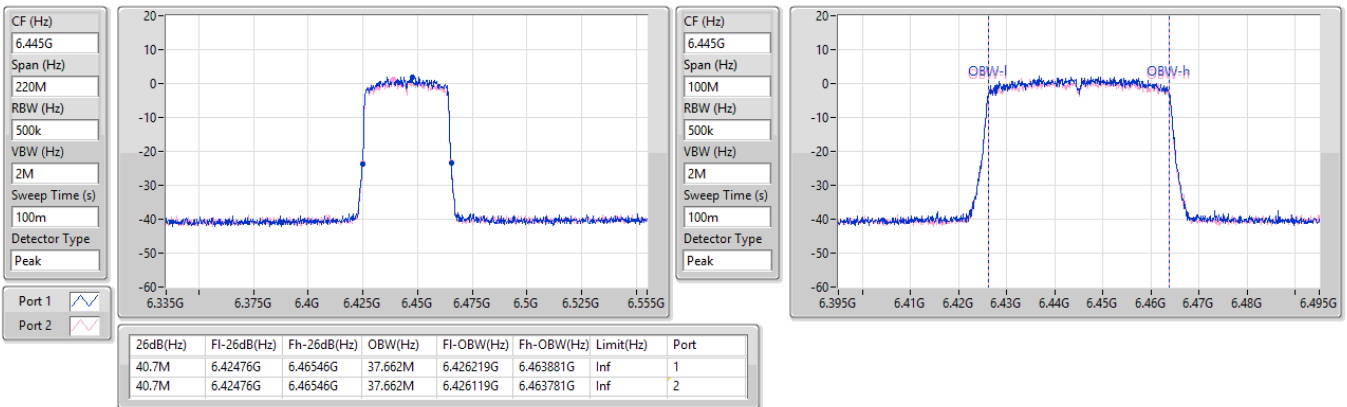 CF (Hz)
6.445G
Span (Hz)
220M
RBW (Hz)
500k
VBW (Hz)
2M
Sweep Time (s)
100m
Detector Type
Peak
Port 1
Port 2
20
10
0
-10
-20
-30
-40
-50
-60
6.335G 6.375G 6.4G 6.425G 6.45G 6.475G 6.5G 6.525G 6.555G
CF (Hz)
6.445G
Span (Hz)
100M
RBW (Hz)
500k
VBW (Hz)
2M
Sweep Time (s)
100m
Detector Type
Peak
20
10
0
-10
-20
-30
-40
-50
-60
OBW-l OBW-h
6.395G 6.41G 6.42G 6.43G 6.44G 6.45G 6.46G 6.47G 6.48G 6.495G
26dB(Hz) Fl-26dB(Hz) Fh-26dB(Hz) OBW(Hz) Fl-OBW(Hz) Fh-OBW(Hz) Limit(Hz) Port
40.7M 6.42476G 6.46546G 37.662M 6.426219G 6.463881G Inf 1
40.7M 6.42476G 6.46546G 37.662M 6.426119G 6.463781G Inf 2